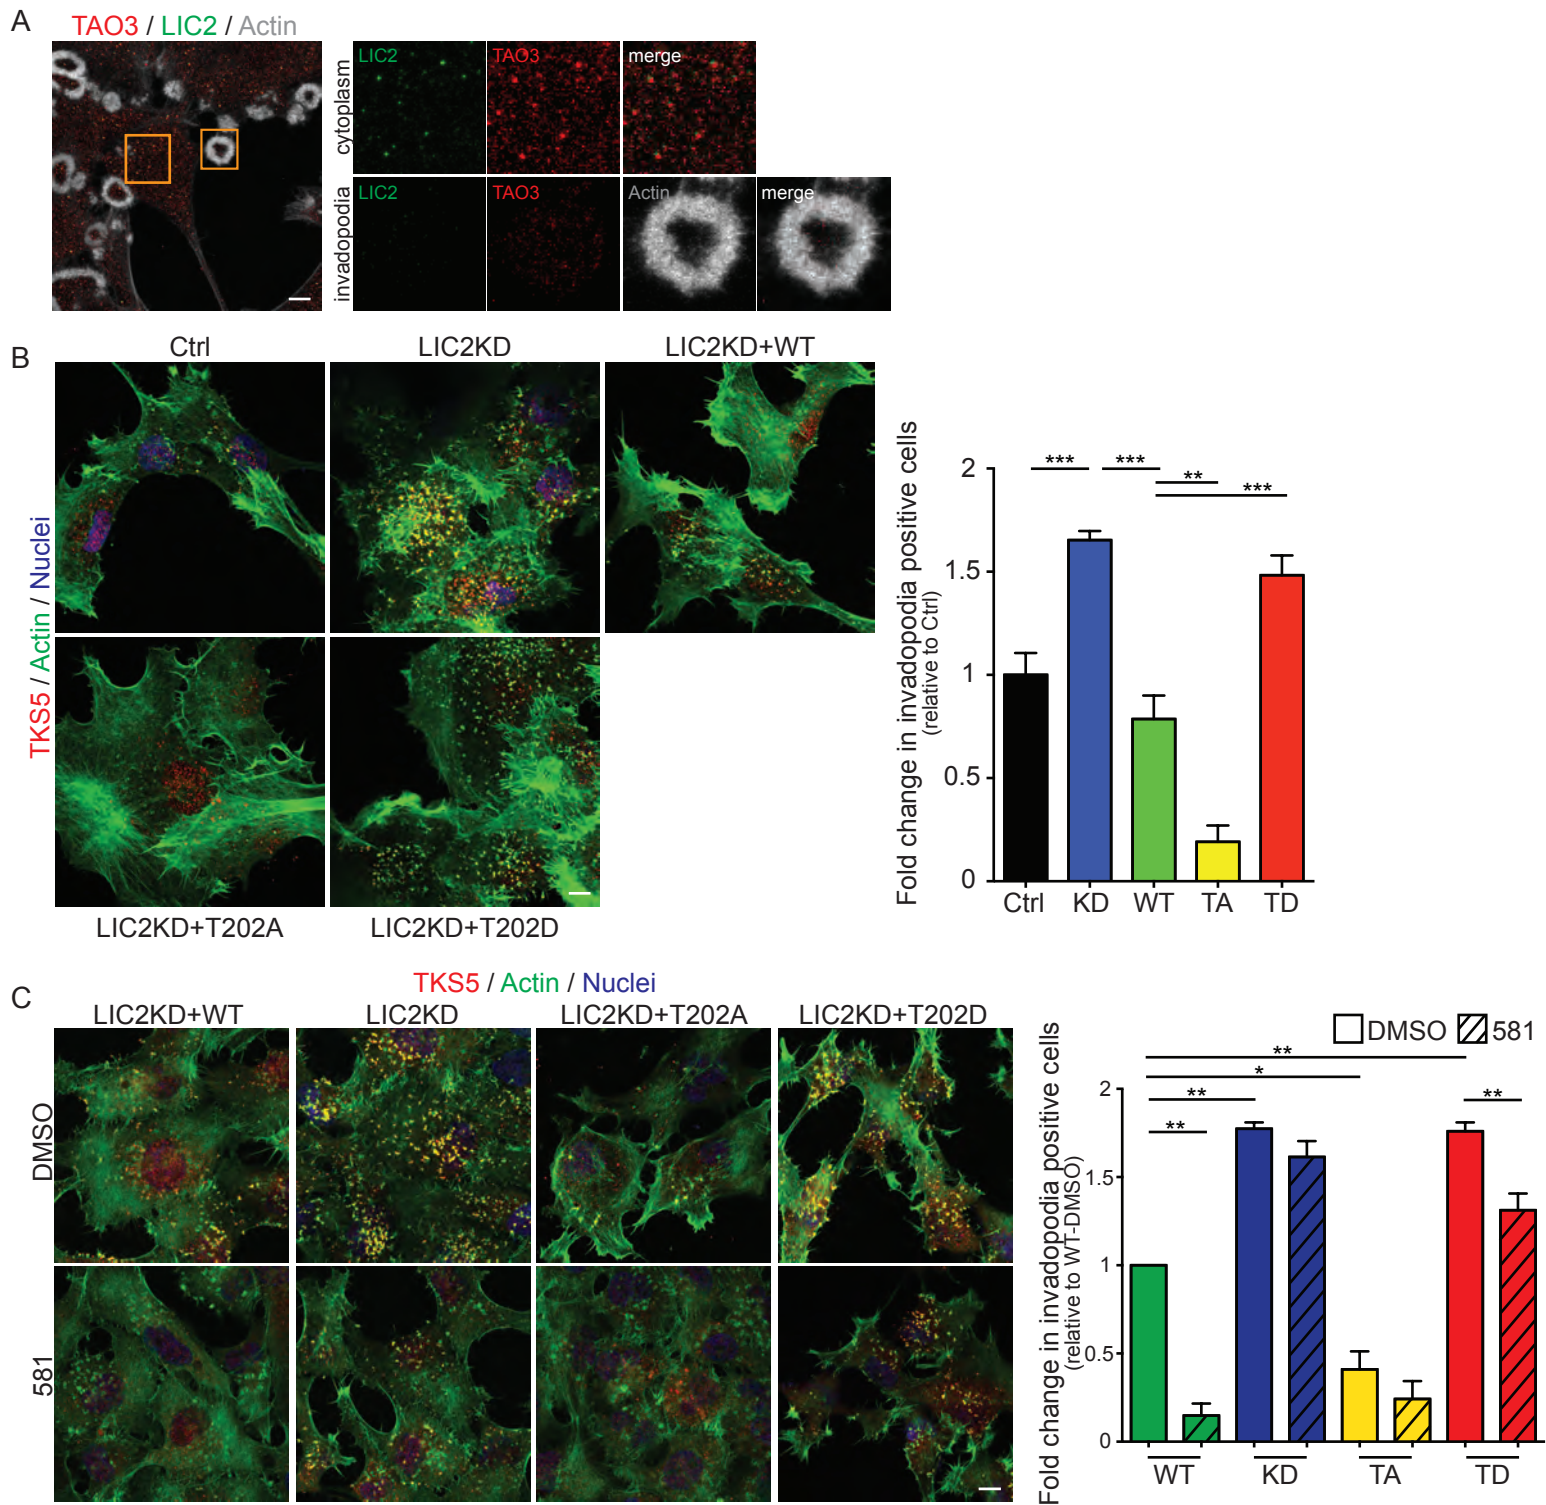 A
TAO3 / LIC2 / Actin
cytoplasm
LIC2
TAO3
merge
invadopodia
LIC2
TAO3
Actin
merge
B
Ctrl
LIC2KD
LIC2KD+WT
TKS5 / Actin / Nuclei
LIC2KD+T202A
LIC2KD+T202D
Fold change in invadopodia positive cells
(relative to Ctrl)
2
1.5
1
0.5
0
***
***
**
***
Ctrl
KD
WT
TA
TD
C
TKS5 / Actin / Nuclei
LIC2KD+WT
LIC2KD
LIC2KD+T202A
LIC2KD+T202D
DMSO
581
Fold change in invadopodia positive cells
(relative to WT-DMSO)
DMSO
581
2
1.5
1
0.5
0
**
*
**
**
**
WT
KD
TA
TD